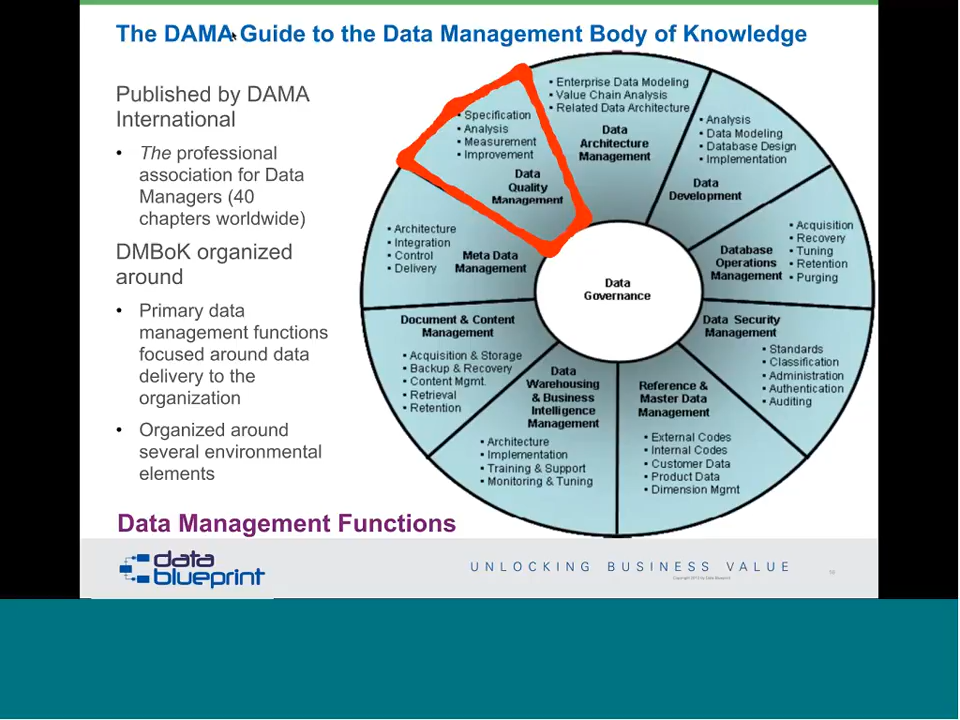 The DAMA Guide to the Data Management Body of Knowledge
Published by DAMA
International
• The professional
association for Data
Managers (40
chapters worldwide)
DMBoK organized
around
• Primary data
management functions
focused around data
delivery to the
organization
• Organized around
several environmental
elements
Data Management Functions
• Enterprise Data Modeling
• Value Chain Analysis
• Related Data Architecture
Data
Architecture
Management
• Analysis
• Data Modeling
• Database Design
• Implementation
Data
Development
• Acquisition
• Recovery
• Tuning
• Retention
• Purging
Database
Operations
Management
Data Security
Management
• Standards
• Classification
• Administration
• Authentication
• Auditing
Reference &
Master Data
Management
• External Codes
• Internal Codes
• Customer Data
• Product Data
• Dimension Mgmt
Data
Warehousing
& Business
Intelligence
Management
• Architecture
• Implementation
• Training & Support
• Monitoring & Tuning
Document & Content
Management
• Acquisition & Storage
• Backup & Recovery
• Content Mgmt.
• Retrieval
• Retention
• Architecture
• Integration
• Control
• Delivery
Meta Data
Management
• Specification
• Analysis
• Measurement
• Improvement
Data
Quality
Management
Data
Governance
data
blueprint
UNLOCKING BUSINESS VALUE